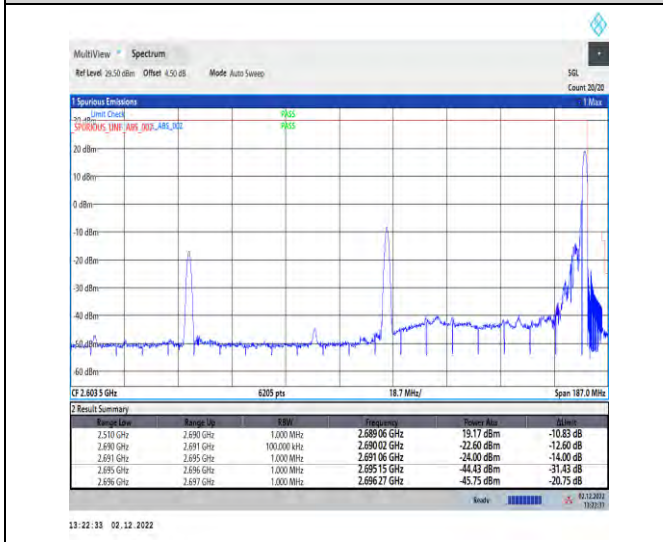 MultiView Spectrum
Ref Level 29.50 dBm Offset 4.50 dB Mode Auto Sweep SGL
Count 20/20
1 Spurious Emissions 1 Max
Limit Check PASS
SPURIOUS_LINE_ABS_002 PASS
20 dBm
10 dBm
0 dBm
-10 dBm
-20 dBm
-30 dBm
-40 dBm
-60 dBm
CF 2.603 5 GHz 6205 pts 18.7 MHz/ Span 187.0 MHz
2 Result Summary
Range Low Range Up RBW Frequency Power Abs ΔLimit
2.510 GHz 2.690 GHz 1.000 MHz 2.689 06 GHz 19.17 dBm -10.83 dB
2.690 GHz 2.691 GHz 100.000 kHz 2.690 02 GHz -22.60 dBm -12.60 dB
2.691 GHz 2.695 GHz 1.000 MHz 2.691 06 GHz -24.00 dBm -14.00 dB
2.695 GHz 2.696 GHz 1.000 MHz 2.695 15 GHz -44.43 dBm -31.43 dB
2.696 GHz 2.697 GHz 1.000 MHz 2.696 27 GHz -45.75 dBm -20.75 dB
Ready 02.12.2022
13:22:33
13:22:33 02.12.2022